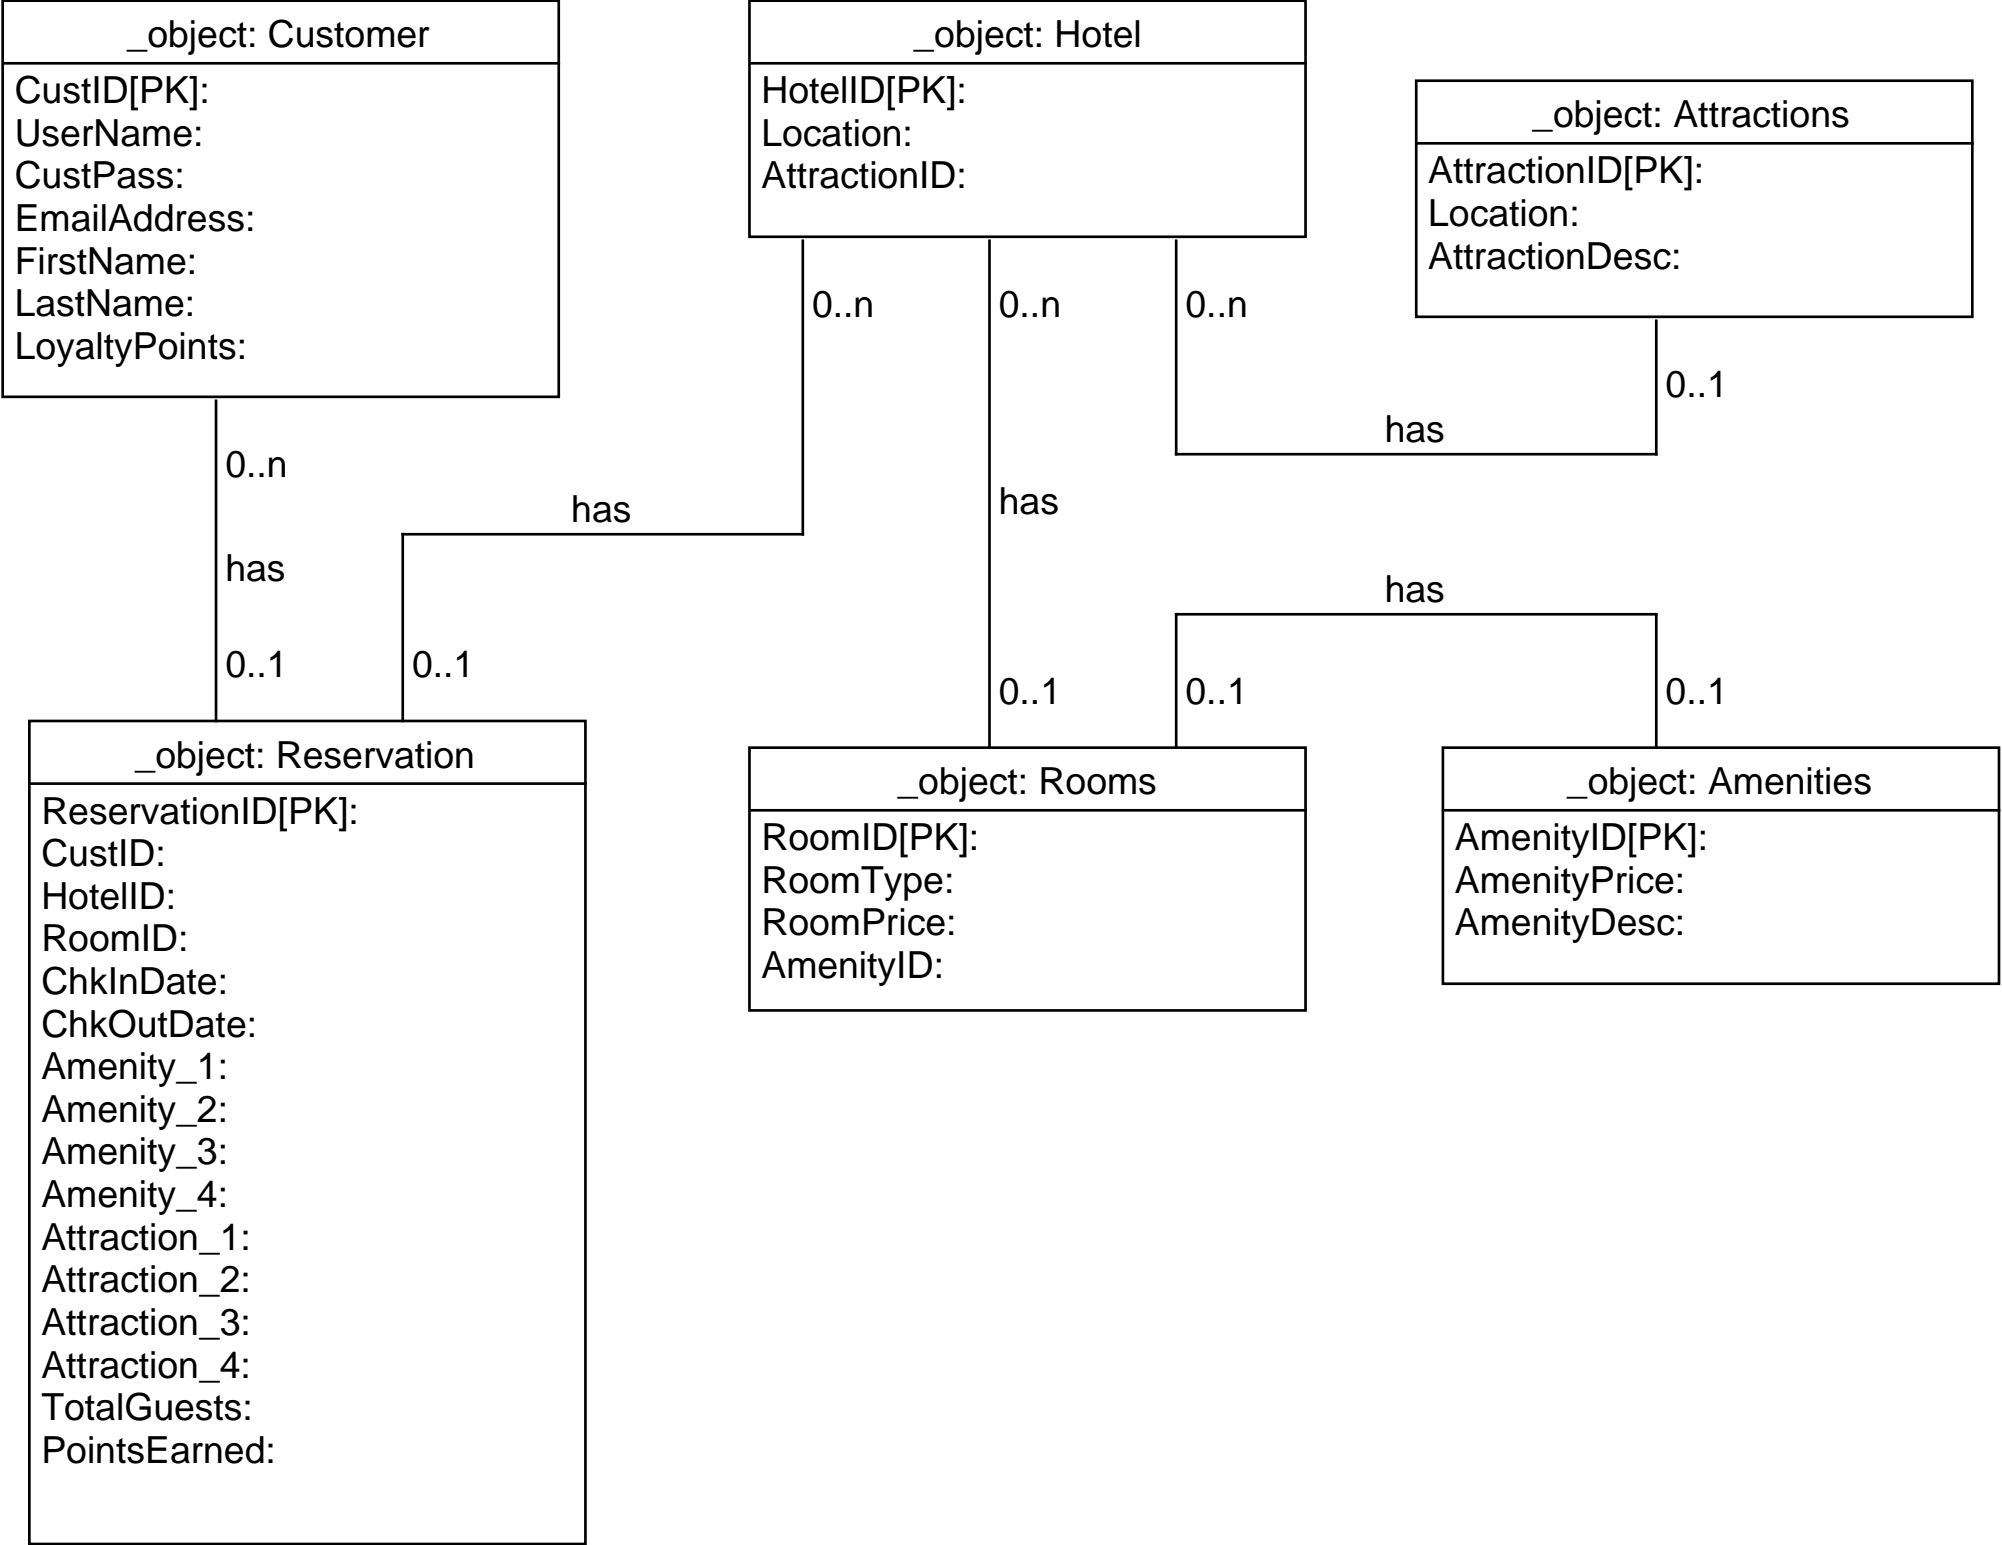 _object: Customer
CustID[PK]:
UserName:
CustPass:
EmailAddress:
FirstName:
LastName:
LoyaltyPoints:
_object: Hotel
HotelID[PK]:
Location:
AttractionID:
_object: Attractions
AttractionID[PK]:
Location:
AttractionDesc:
0..n
0..n
0..n
0..1
has
0..n
has
has
has
has
0..1
0..1
0..1
0..1
0..1
_object: Reservation
ReservationID[PK]:
CustID:
HotelID:
RoomID:
ChkInDate:
ChkOutDate:
Amenity_1:
Amenity_2:
Amenity_3:
Amenity_4:
Attraction_1:
Attraction_2:
Attraction_3:
Attraction_4:
TotalGuests:
PointsEarned:
_object: Rooms
RoomID[PK]:
RoomType:
RoomPrice:
AmenityID:
_object: Amenities
AmenityID[PK]:
AmenityPrice:
AmenityDesc: